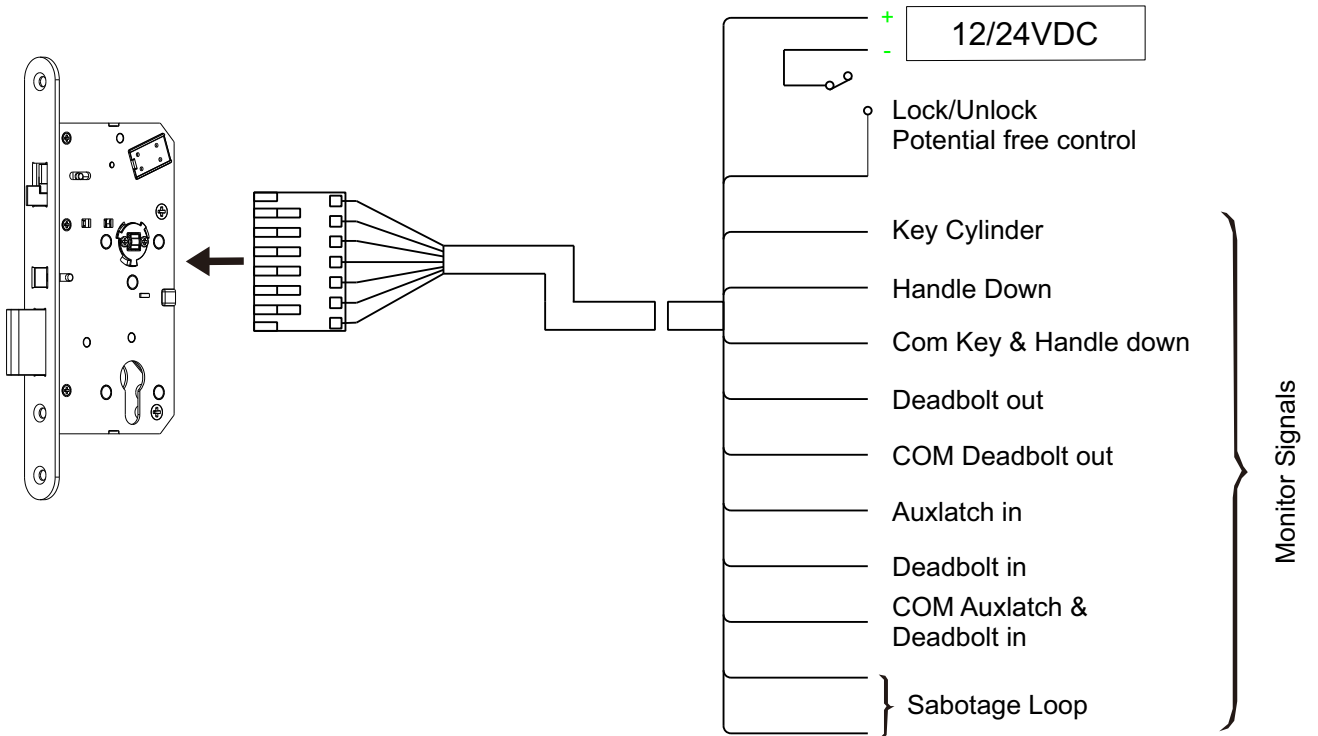 +
12/24VDC
-
Lock/Unlock
Potential free control
Key Cylinder
Handle Down
Com Key & Handle down
Deadbolt out
COM Deadbolt out
Auxlatch in
Deadbolt in
COM Auxlatch &
Deadbolt in
Sabotage Loop
Monitor Signals